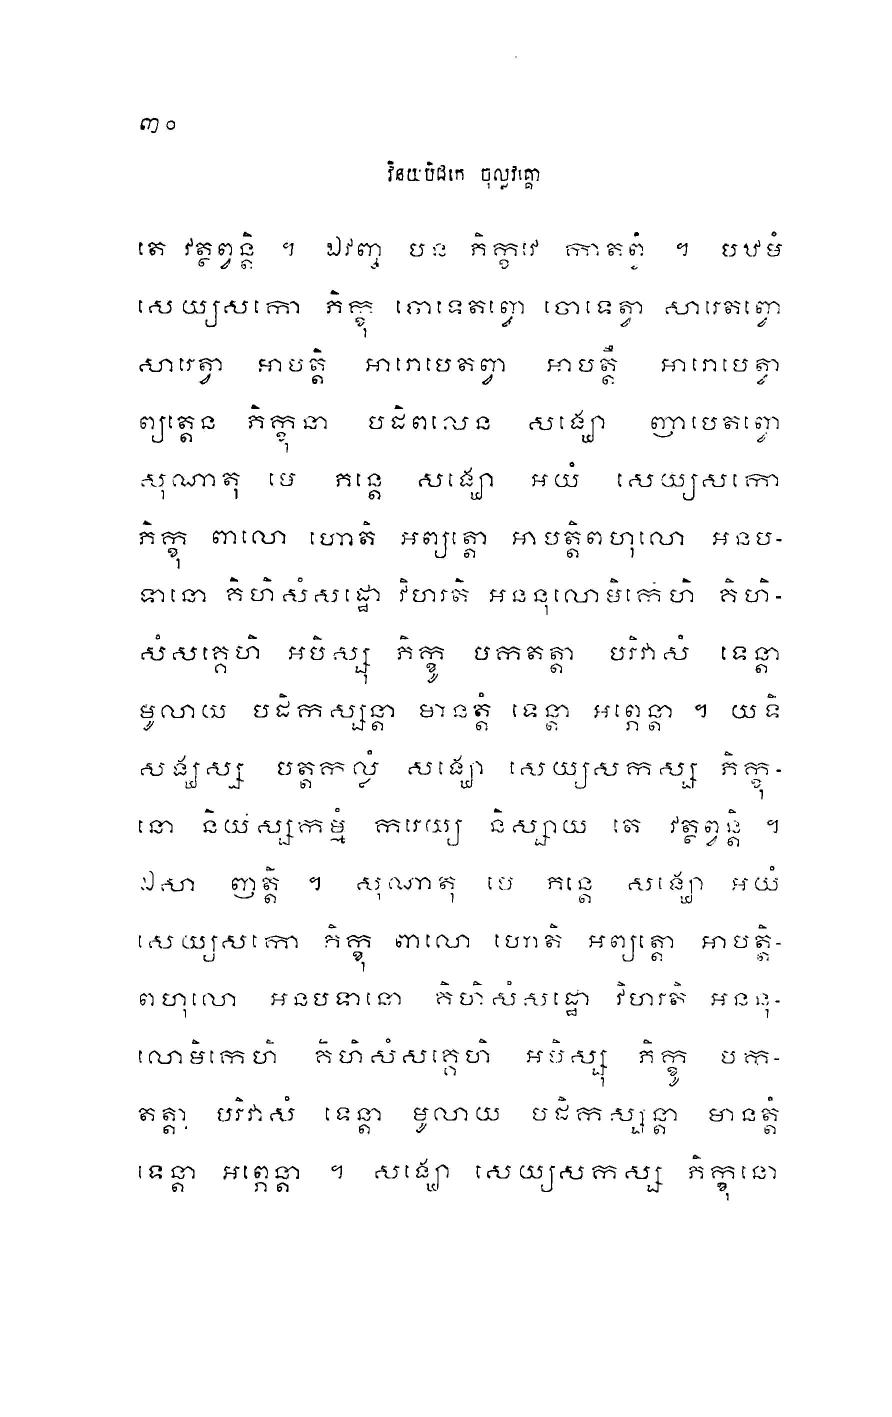 ៣០
វិនយបិដកេ ចុល្លវគ្គោ
តេ វត្ថព្វន្តិ ។ ឯវញ្ច បន ភិក្ខវេ កាតព្ពំ ។ បឋមំ
សេយ្យសកោ ភិក្ខុ ចោទេតព្វោ ចោទេត្វា សារេតព្វោ
សារេត្វា អាបត្តិ អារោបេតព្វា អាបត្តឹ អារោបេត្វា
ព្យត្តេន ភិក្ខុនា បដិពលេន សង្ឃោ ញាបេតព្វោ
សុណាតុ មេ ភន្តេ សង្ឃោ អយំ សេយ្យសកោ
ភិក្ខុ ពាលោ ហោតិ អព្យត្តោ អាបត្តិពហុលោ អនប-
ទានោ គិហិសំសដ្ឋោ វិហរតិ អននុលោមិកេហិ គិហិ-
សំសគ្គេហិ អបិស្សុ ភិក្ខូ បកតត្តា បរិវាសំ ទេន្តា
មូលាយ បដិកស្សន្តា មានត្តំ ទេន្តា អព្ភេន្តា ។ យទិ
សង្ឃស្ស បត្តកល្លំ សង្ឃោ សេយ្យសកស្ស ភិក្ខុ-
នោ និយស្សកម្មំ ករេយ្យ និស្សាយ តេ វត្ថព្វន្តិ ។
ឯសា ញត្តិ ។ សុណាតុ មេ ភន្តេ សង្ឃោ អយំ
សេយ្យសកោ ភិក្ខុ ពាលោ ហោតិ អព្យត្តោ អាបត្តិ-
ពហុលោ អនបទានោ គិហិសំសដ្ឋោ វិហរតិ អននុ-
លោមិកេហិ គិហិសំសគ្គេហិ អបិស្សុ ភិក្ខូ បក-
តត្តា បរិវាសំ ទេន្តា មូលាយ បដិកស្សន្តា មានត្តំ
ទេន្តា អព្ភេន្តា ។ សង្ឃោ សេយ្យសកស្ស ភិក្ខុនោ